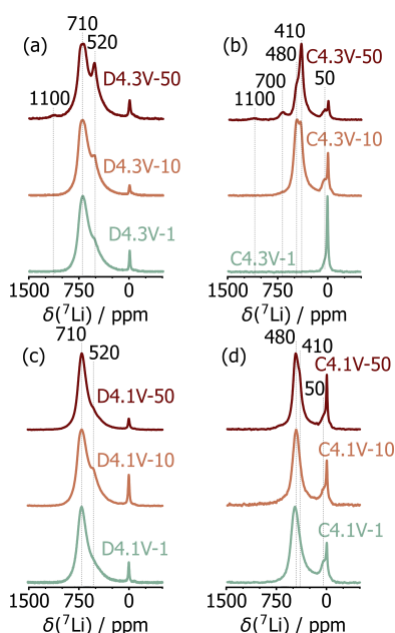 710
(a)
520
D4.3V-50
1100
D4.3V-10
D4.3V-1
1500 750 0
δ(⁷Li) / ppm
410
(b)
480
50
C4.3V-50
700
1100
C4.3V-10
C4.3V-1
1500 750 0
δ(⁷Li) / ppm
710
(c)
520
D4.1V-50
D4.1V-10
D4.1V-1
1500 750 0
δ(⁷Li) / ppm
480
410
(d)
50
C4.1V-50
C4.1V-10
C4.1V-1
1500 750 0
δ(⁷Li) / ppm